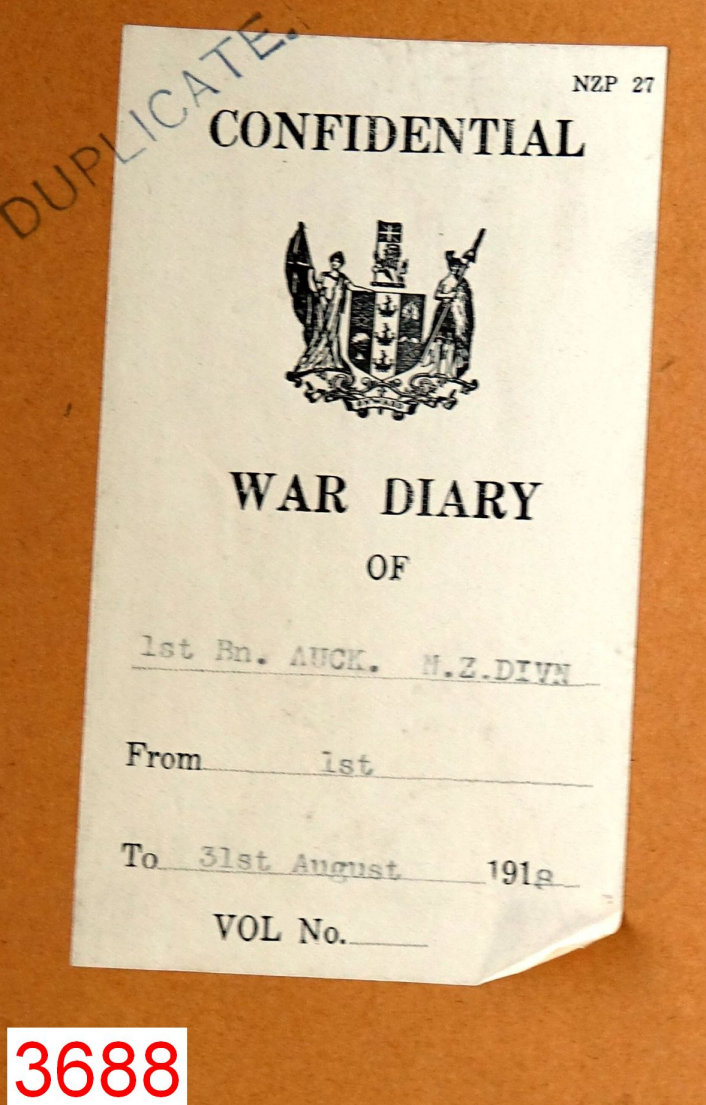 DUPLICATE.
NZP 27
CONFIDENTIAL
ONWARD
WAR DIARY
OF
1st Bn. AUCK. N.Z.DIVN
From 1st
To 31st August 1918
VOL No.
3688